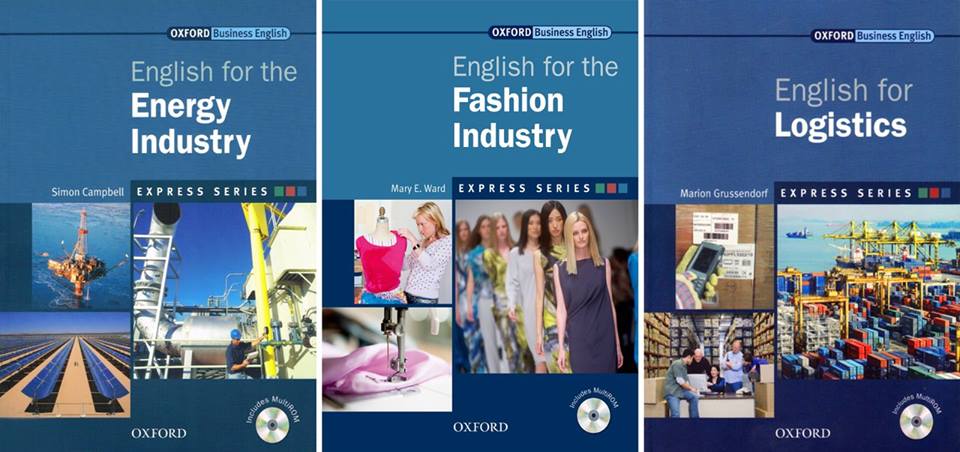 OXFORD Business English
English for the
Energy
Industry
Simon Campbell
EXPRESS SERIES
Includes MultiROM
OXFORD
OXFORD Business English
English for the
Fashion
Industry
Mary E. Ward
EXPRESS SERIES
Includes MultiROM
OXFORD
OXFORD Business English
English for
Logistics
Marion Grussendorf
EXPRESS SERIES
Includes MultiROM
OXFORD